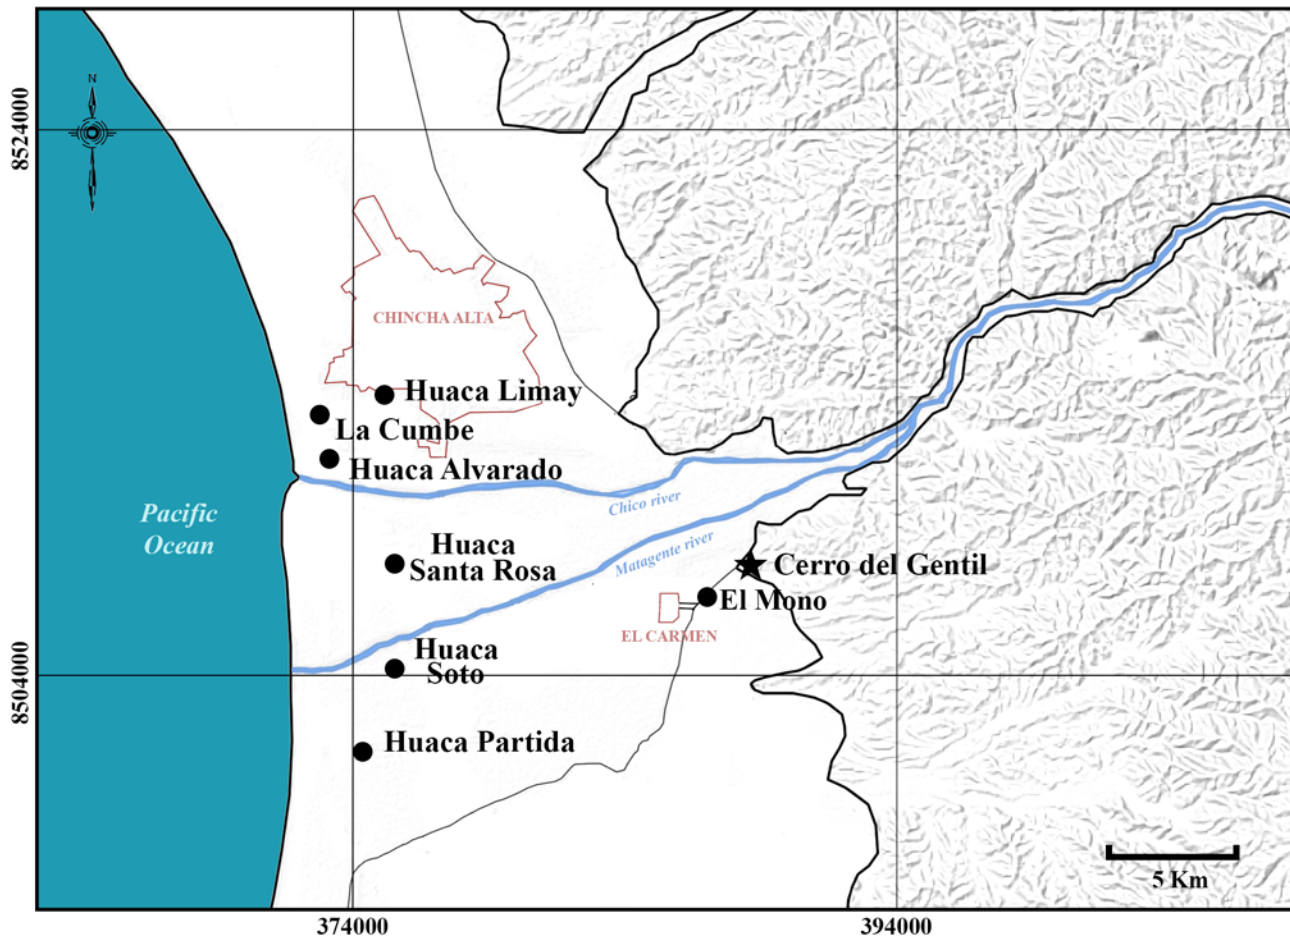 N
8524000
CHINCHA ALTA
Huaca Limay
La Cumbe
Huaca Alvarado
Chico river
Pacific
Ocean
Huaca
Santa Rosa
Matagente river
Cerro del Gentil
El Mono
EL CARMEN
Huaca
Soto
8504000
Huaca Partida
5 Km
374000
394000